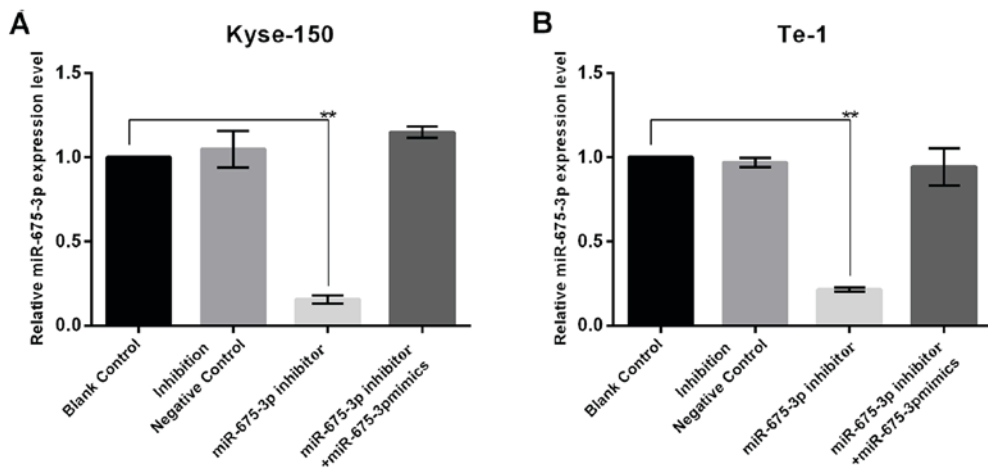 A
Kyse-150
Relative miR-675-3p expression level
1.5
1.0
0.5
0.0
**
Blank Control
Inhibition
Negative Control
miR-675-3p inhibitor
miR-675-3p inhibitor
+miR-675-3pmimics
B
Te-1
Relative miR-675-3p expression level
1.5
1.0
0.5
0.0
**
Blank Control
Inhibition
Negative Control
miR-675-3p inhibitor
miR-675-3p inhibitor
+miR-675-3pmimics